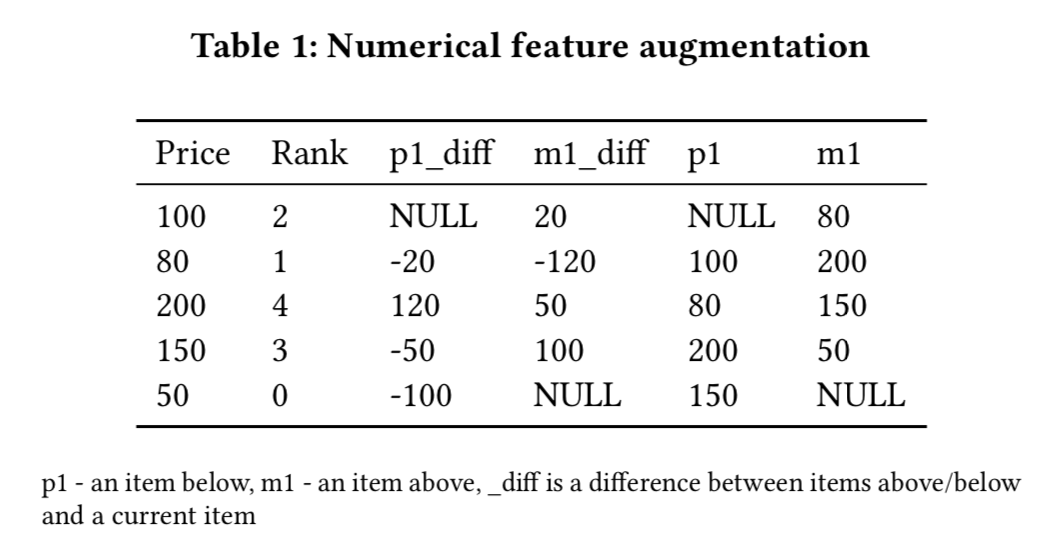 Table 1: Numerical feature augmentation
Price Rank p1_diff m1_diff p1 m1
100 2 NULL 20 NULL 80
80 1 -20 -120 100 200
200 4 120 50 80 150
150 3 -50 100 200 50
50 0 -100 NULL 150 NULL
p1 - an item below, m1 - an item above, _diff is a difference between items above/below
and a current item